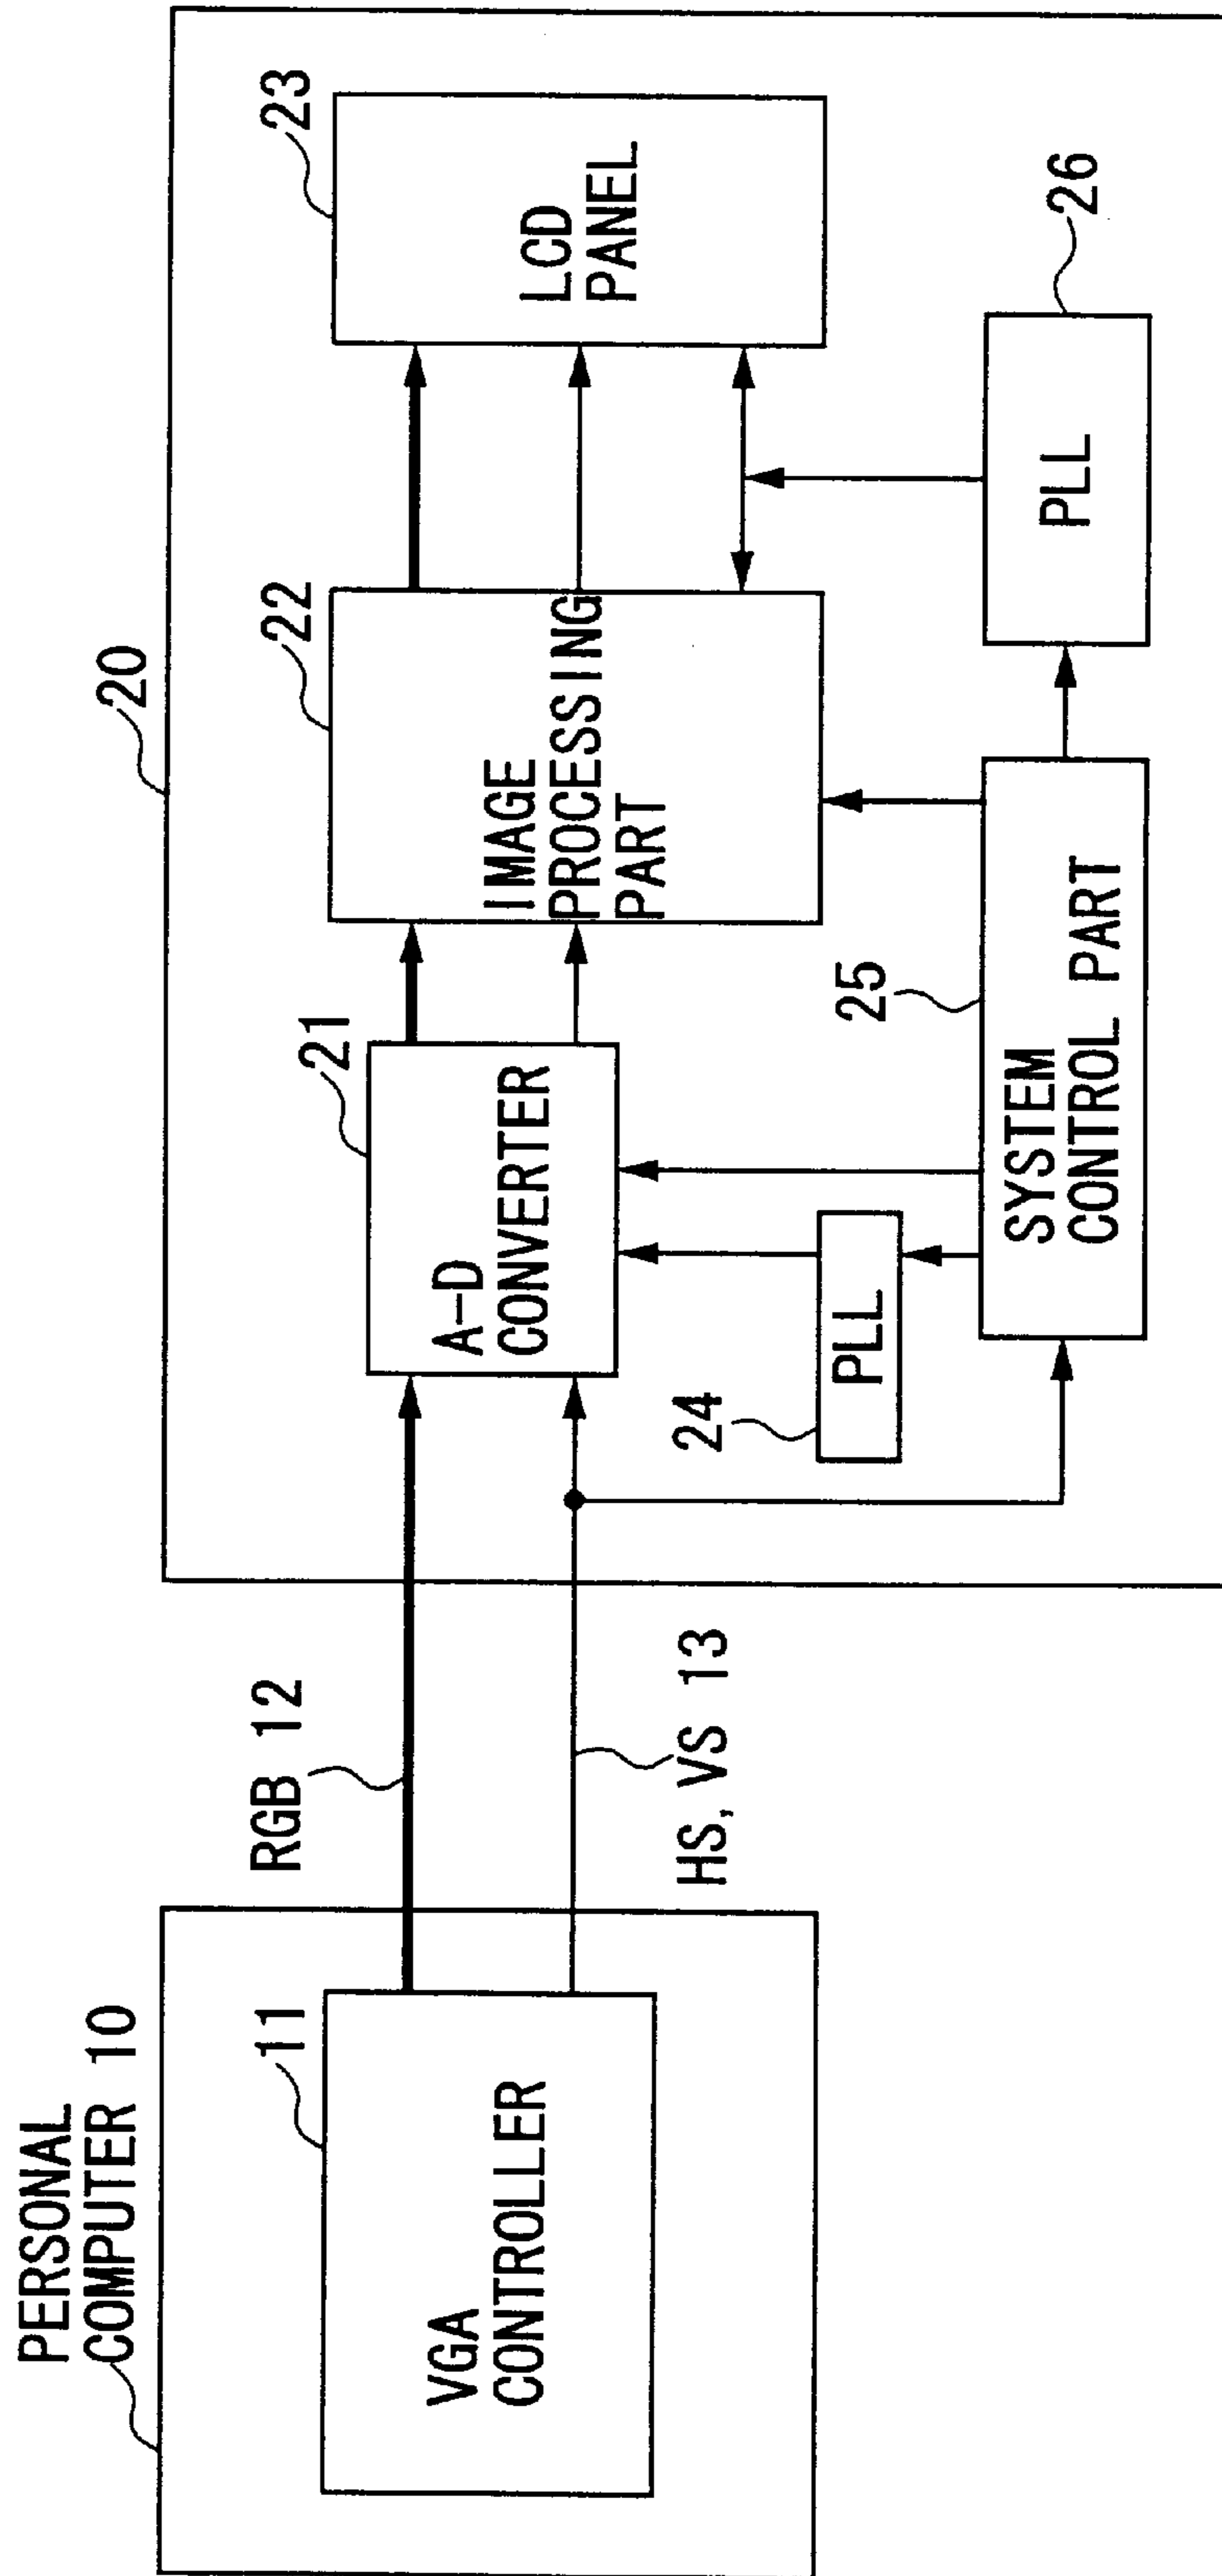 PERSONAL
COMPUTER 10
11
VGA
CONTROLLER
RGB 12
HS, VS 13
20
21
A-D
CONVERTER
22
IMAGE
PROCESSING
PART
23
LCD
PANEL
24
PLL
25
SYSTEM
CONTROL PART
26
PLL